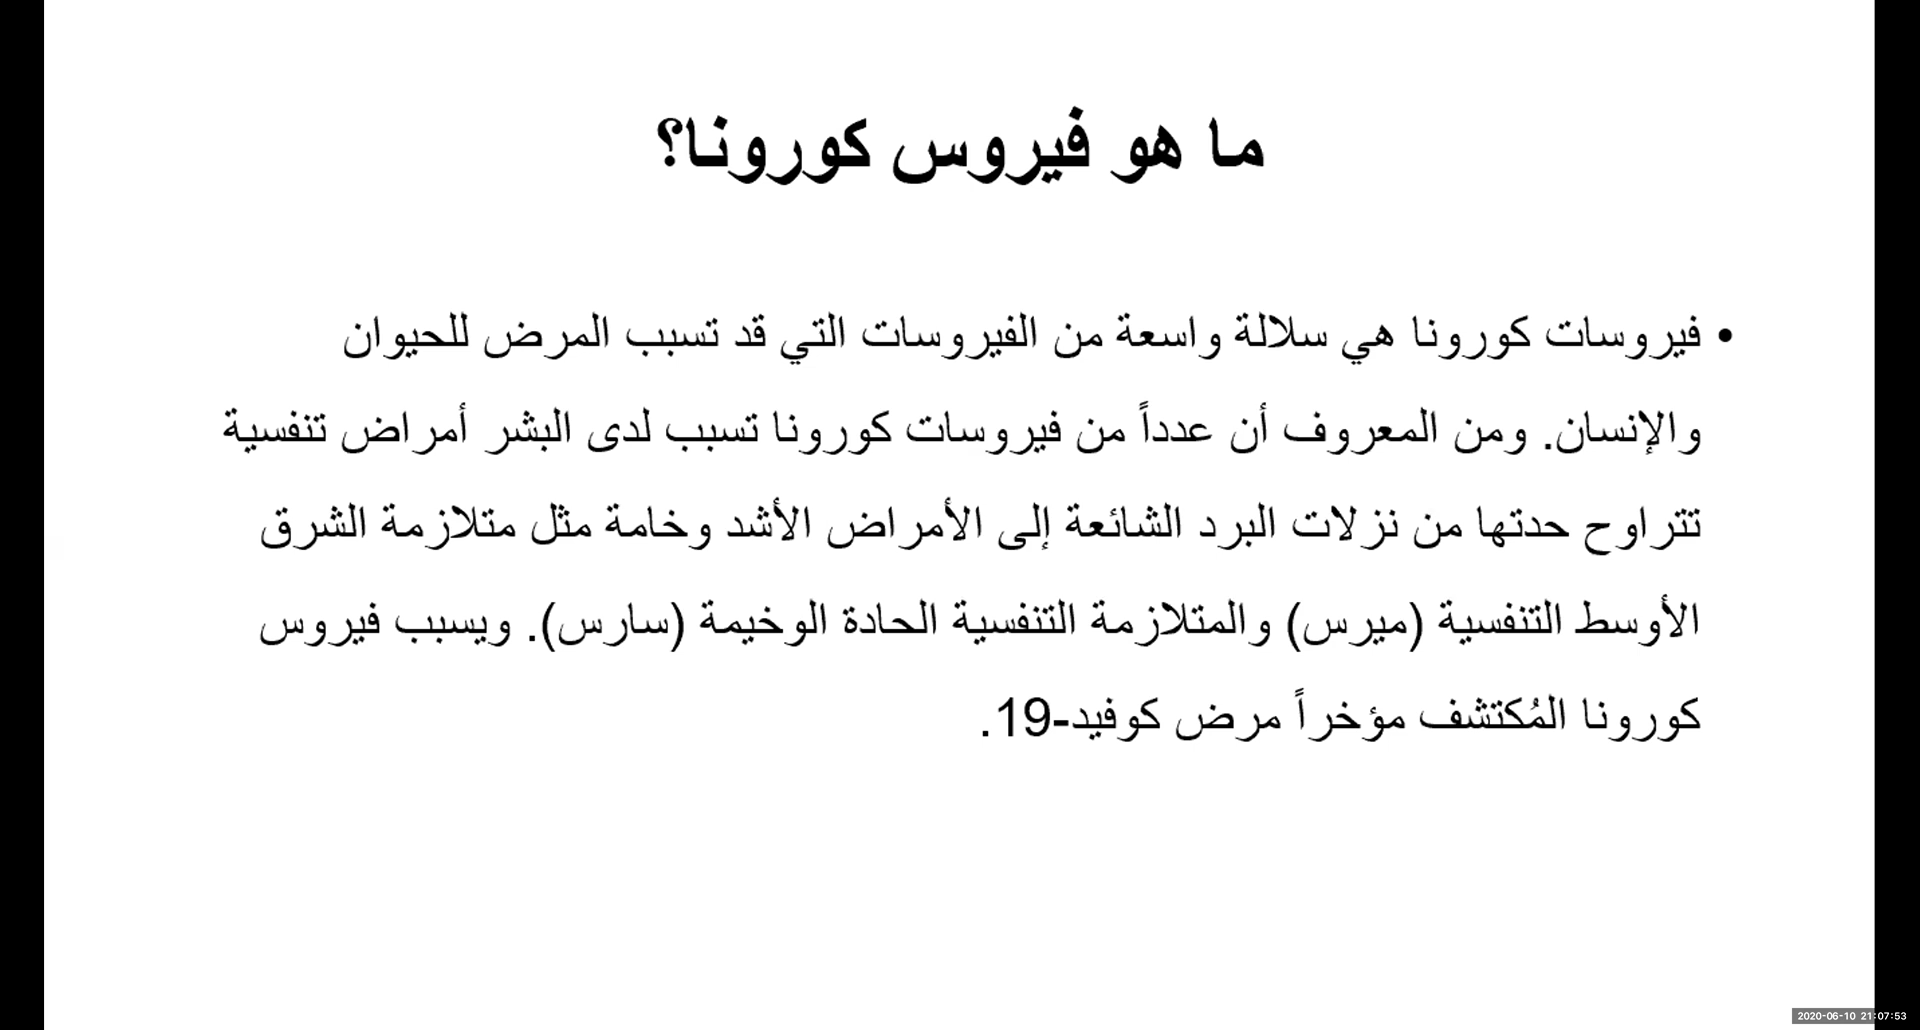 ما هو فيروس كورونا؟
• فيروسات كورونا هي سلالة واسعة من الفيروسات التي قد تسبب المرض للحيوان
والإنسان. ومن المعروف أن عدداً من فيروسات كورونا تسبب لدى البشر أمراض تنفسية
تتراوح حدتها من نزلات البرد الشائعة إلى الأمراض الأشد وخامة مثل متلازمة الشرق
الأوسط التنفسية (ميرس) والمتلازمة التنفسية الحادة الوخيمة (سارس). ويسبب فيروس
كورونا المُكتشف مؤخراً مرض كوفيد-19.
2020-06-10 21:07:53